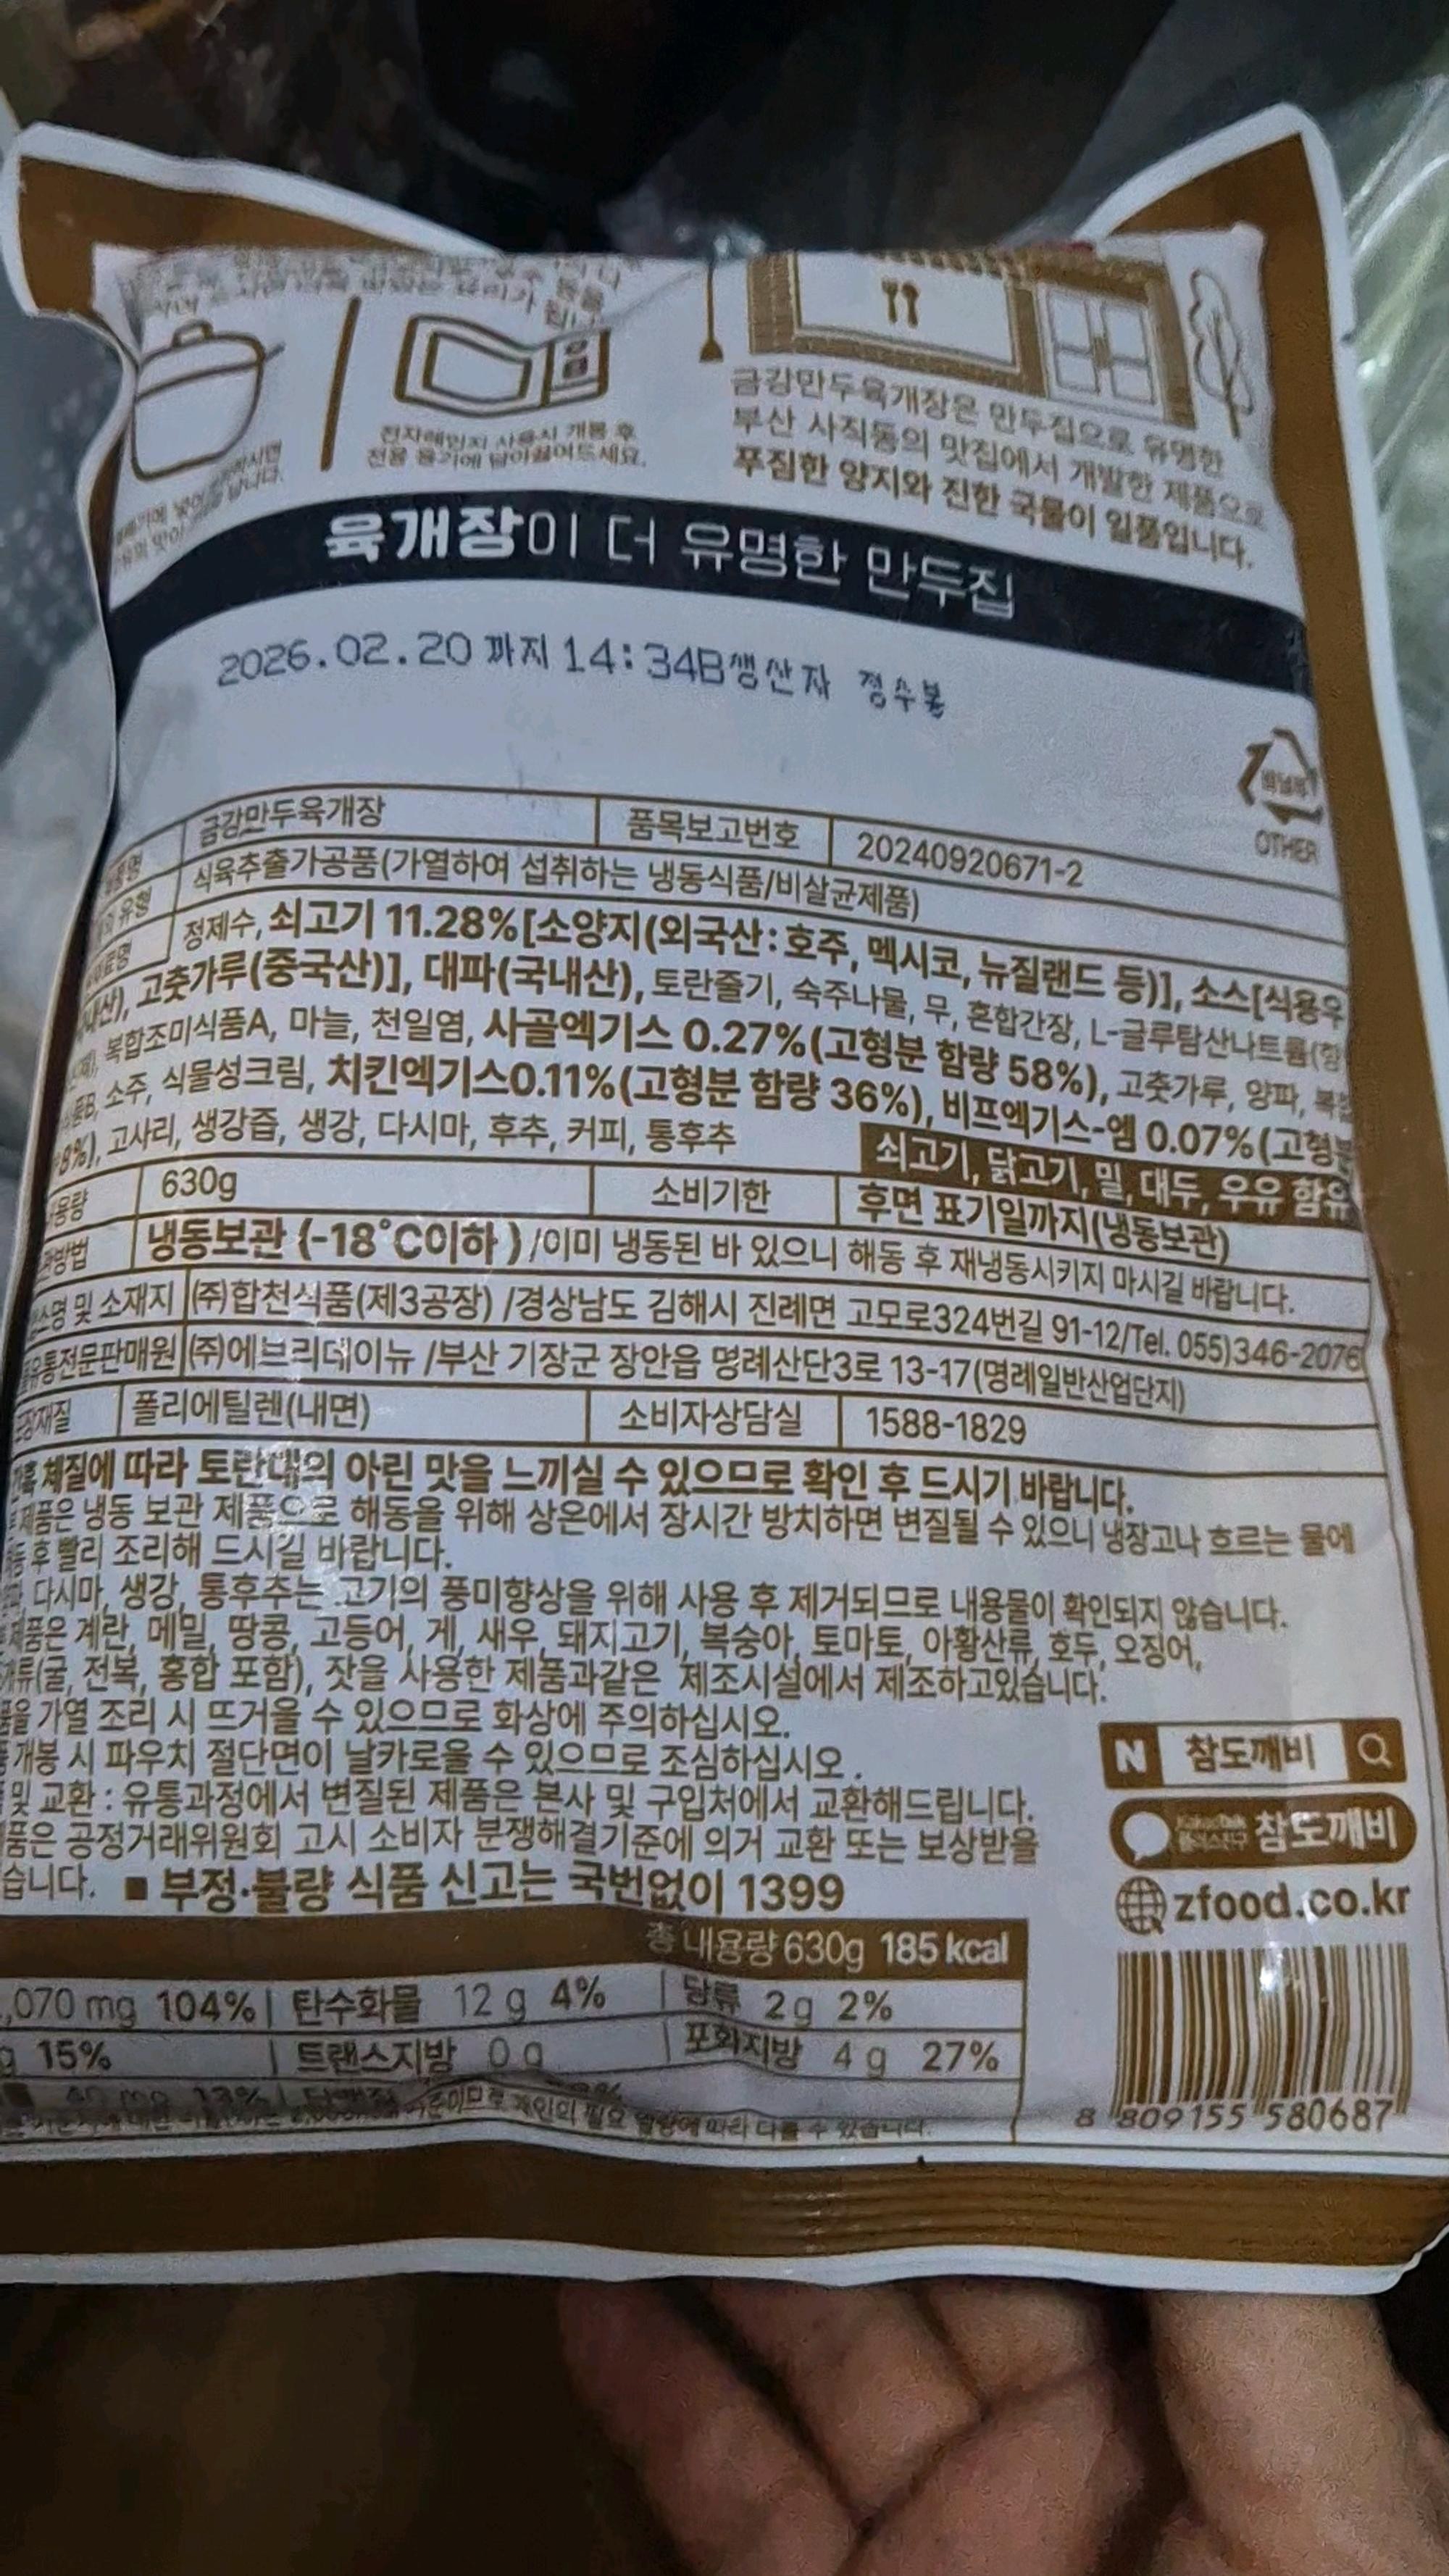 전자레인지 사용시 개봉 후
전용 용기에 담아끓여드세요.
금강만두육개장은 만두집으로 유명한
부산 사직동의 맛집에서 개발한 제품으로
푸짐한 양지와 진한 국물이 일품입니다.
육개장이 더 유명한 만두집
2026.02.20 까지 14:34B생산자 정수봉
OTHER
금강만두육개장 품목보고번호 20240920671-2
유형 식육추출가공품(가열하여 섭취하는 냉동식품/비살균제품)
정제수, 쇠고기 11.28%[소양지(외국산:호주, 멕시코, 뉴질랜드 등)], 소스[식용우
고춧가루(중국산)], 대파(국내산), 토란줄기, 숙주나물, 무, 혼합간장, L-글루탐산나트륨(향
복합조미식품A, 마늘, 천일염, 사골엑기스 0.27%(고형분 함량 58%), 고춧가루, 양파,
소주, 식물성크림, 치킨엑기스0.11%(고형분 함량 36%), 비프엑기스-엠 0.07%(고형분
고사리, 생강즙, 생강, 다시마, 후추, 커피, 통후추
쇠고기, 닭고기, 밀, 대두, 우유 함유
용량 630g 소비기한 후면 표기일까지(냉동보관)
방법 냉동보관 (-18°C이하)/이미 냉동된 바 있으니 해동 후 재냉동시키지 마시길 바랍니다.
및 소재지 ㈜합천식품(제3공장) /경상남도 김해시 진례면 고모로324번길 91-12/Tel. 055)346-2076
유통전문판매원 ㈜에브리데이뉴 /부산 기장군 장안읍 명례산단3로 13-17(명례일반산업단지)
재질 폴리에틸렌(내면) 소비자상담실 1588-1829
체질에 따라 토란대의 아린 맛을 느끼실 수 있으므로 확인 후 드시기 바랍니다.
제품은 냉동 보관 제품으로 해동을 위해 상온에서 장시간 방치하면 변질될 수 있으니 냉장고나 흐르는 물에
후 빨리 조리해 드시길 바랍니다.
다시마, 생강, 통후추는 고기의 풍미향상을 위해 사용 후 제거되므로 내용물이 확인되지 않습니다.
제품은 계란, 메밀, 땅콩, 고등어, 게, 새우, 돼지고기, 복숭아, 토마토, 아황산류, 호두, 오징어,
(굴, 전복, 홍합 포함), 잣을 사용한 제품과같은 제조시설에서 제조하고있습니다.
가열 조리 시 뜨거을 수 있으므로 화상에 주의하십시오.
개봉 시 파우치 절단면이 날카로울 수 있으므로 조심하십시오.
및 교환 : 유통과정에서 변질된 제품은 본사 및 구입처에서 교환해드립니다.
품은 공정거래위원회 고시 소비자 분쟁해결기준에 의거 교환 또는 보상받을
습니다. ■ 부정·불량 식품 신고는 국번없이 1399
N 참도깨비
참도깨비
zfood.co.kr
총 내용량 630g 185 kcal
,070 mg 104% 탄수화물 12 g 4% 당류 2 g 2%
g 15% 트랜스지방 0 g 포화지방 4 g 27%
8 809155 580687